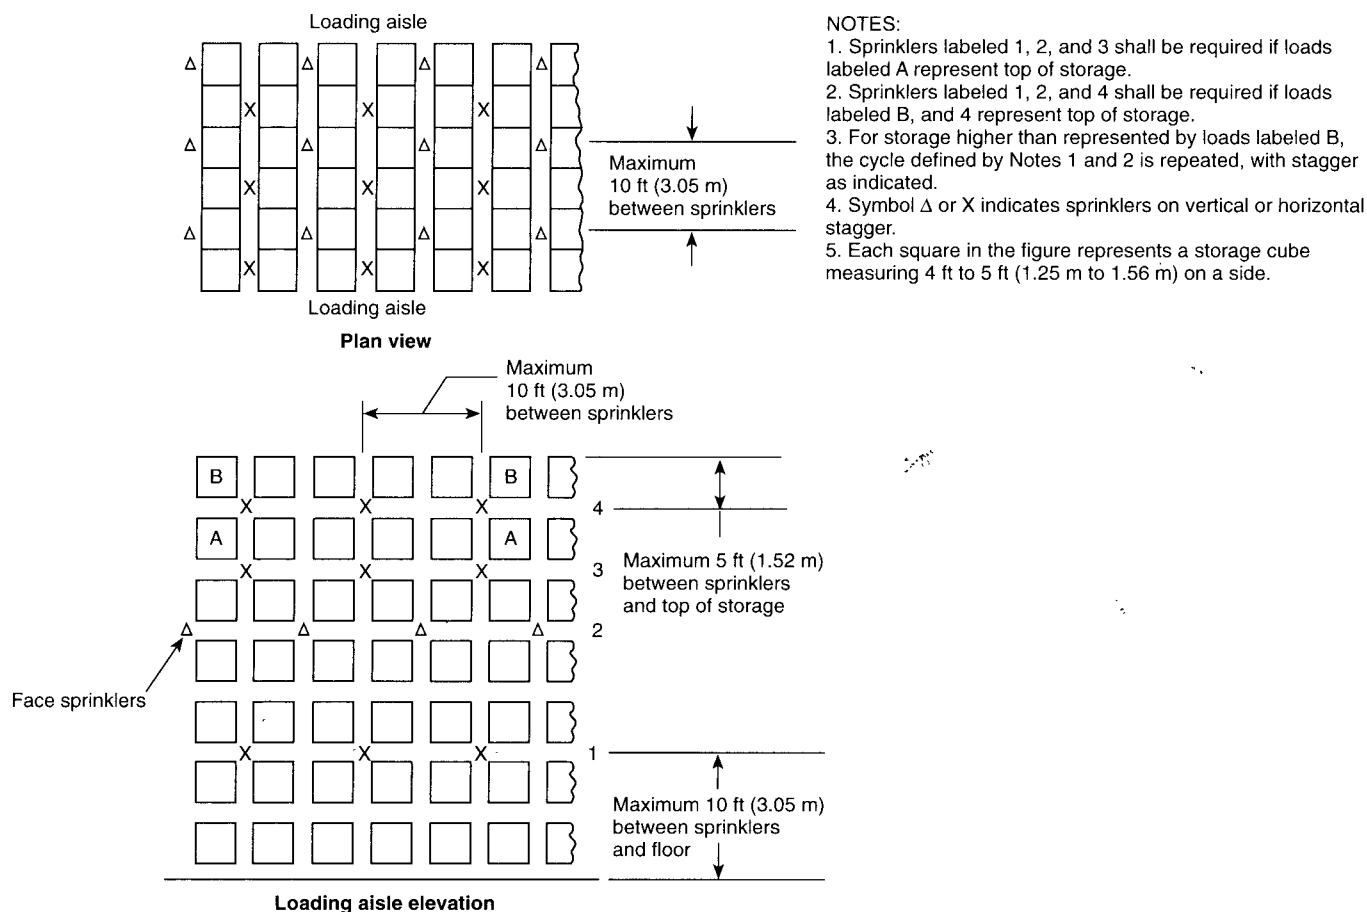 Loading aisle
Δ Δ Δ Δ
X X X
Δ Δ Δ Δ
X X X
Δ Δ Δ Δ
X X X
Loading aisle
Plan view
Maximum
10 ft (3.05 m)
between sprinklers
NOTES:
1. Sprinklers labeled 1, 2, and 3 shall be required if loads
labeled A represent top of storage.
2. Sprinklers labeled 1, 2, and 4 shall be required if loads
labeled B, and 4 represent top of storage.
3. For storage higher than represented by loads labeled B,
the cycle defined by Notes 1 and 2 is repeated, with stagger
as indicated.
4. Symbol Δ or X indicates sprinklers on vertical or horizontal
stagger.
5. Each square in the figure represents a storage cube
measuring 4 ft to 5 ft (1.25 m to 1.56 m) on a side.
Maximum
10 ft (3.05 m)
between sprinklers
B B
X X X 4
A A
X X X 3
Δ Δ Δ Δ 2
X X X 1
Face sprinklers
Maximum 5 ft (1.52 m)
between sprinklers
and top of storage
Maximum 10 ft (3.05 m)
between sprinklers
and floor
Loading aisle elevation